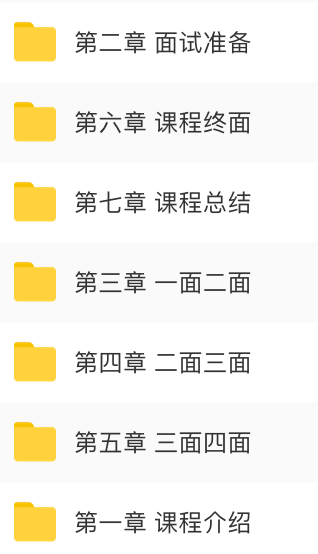 第二章 面试准备
第六章 课程终面
第七章 课程总结
第三章 一面二面
第四章 二面三面
第五章 三面四面
第一章 课程介绍